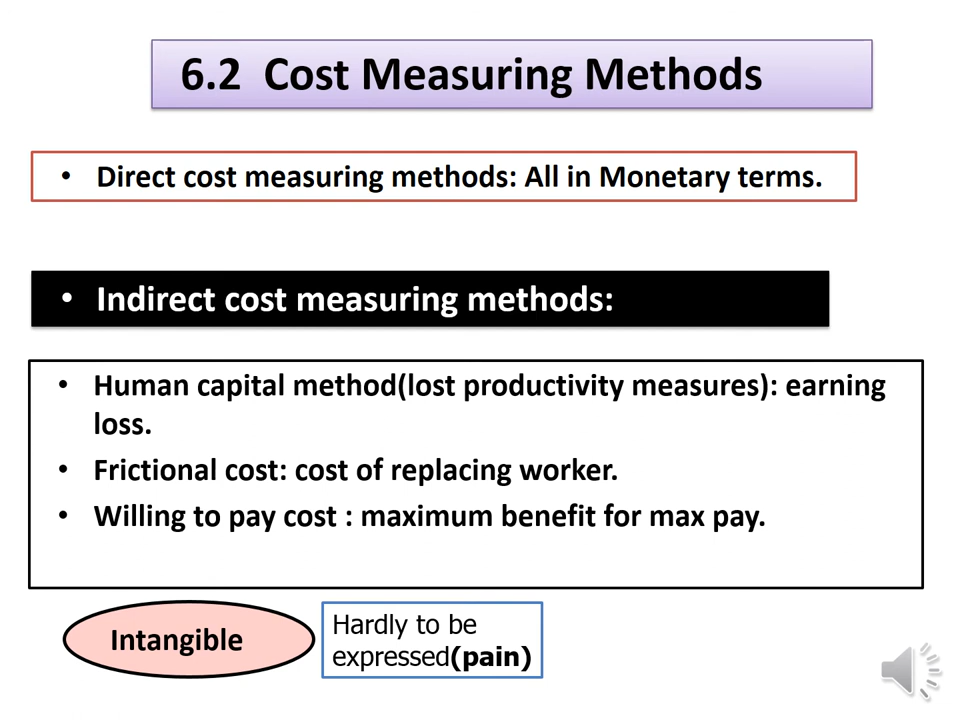 6.2 Cost Measuring Methods
• Direct cost measuring methods: All in Monetary terms.
• Indirect cost measuring methods:
• Human capital method(lost productivity measures): earning
loss.
• Frictional cost: cost of replacing worker.
• Willing to pay cost : maximum benefit for max pay.
Intangible
Hardly to be
expressed(pain)